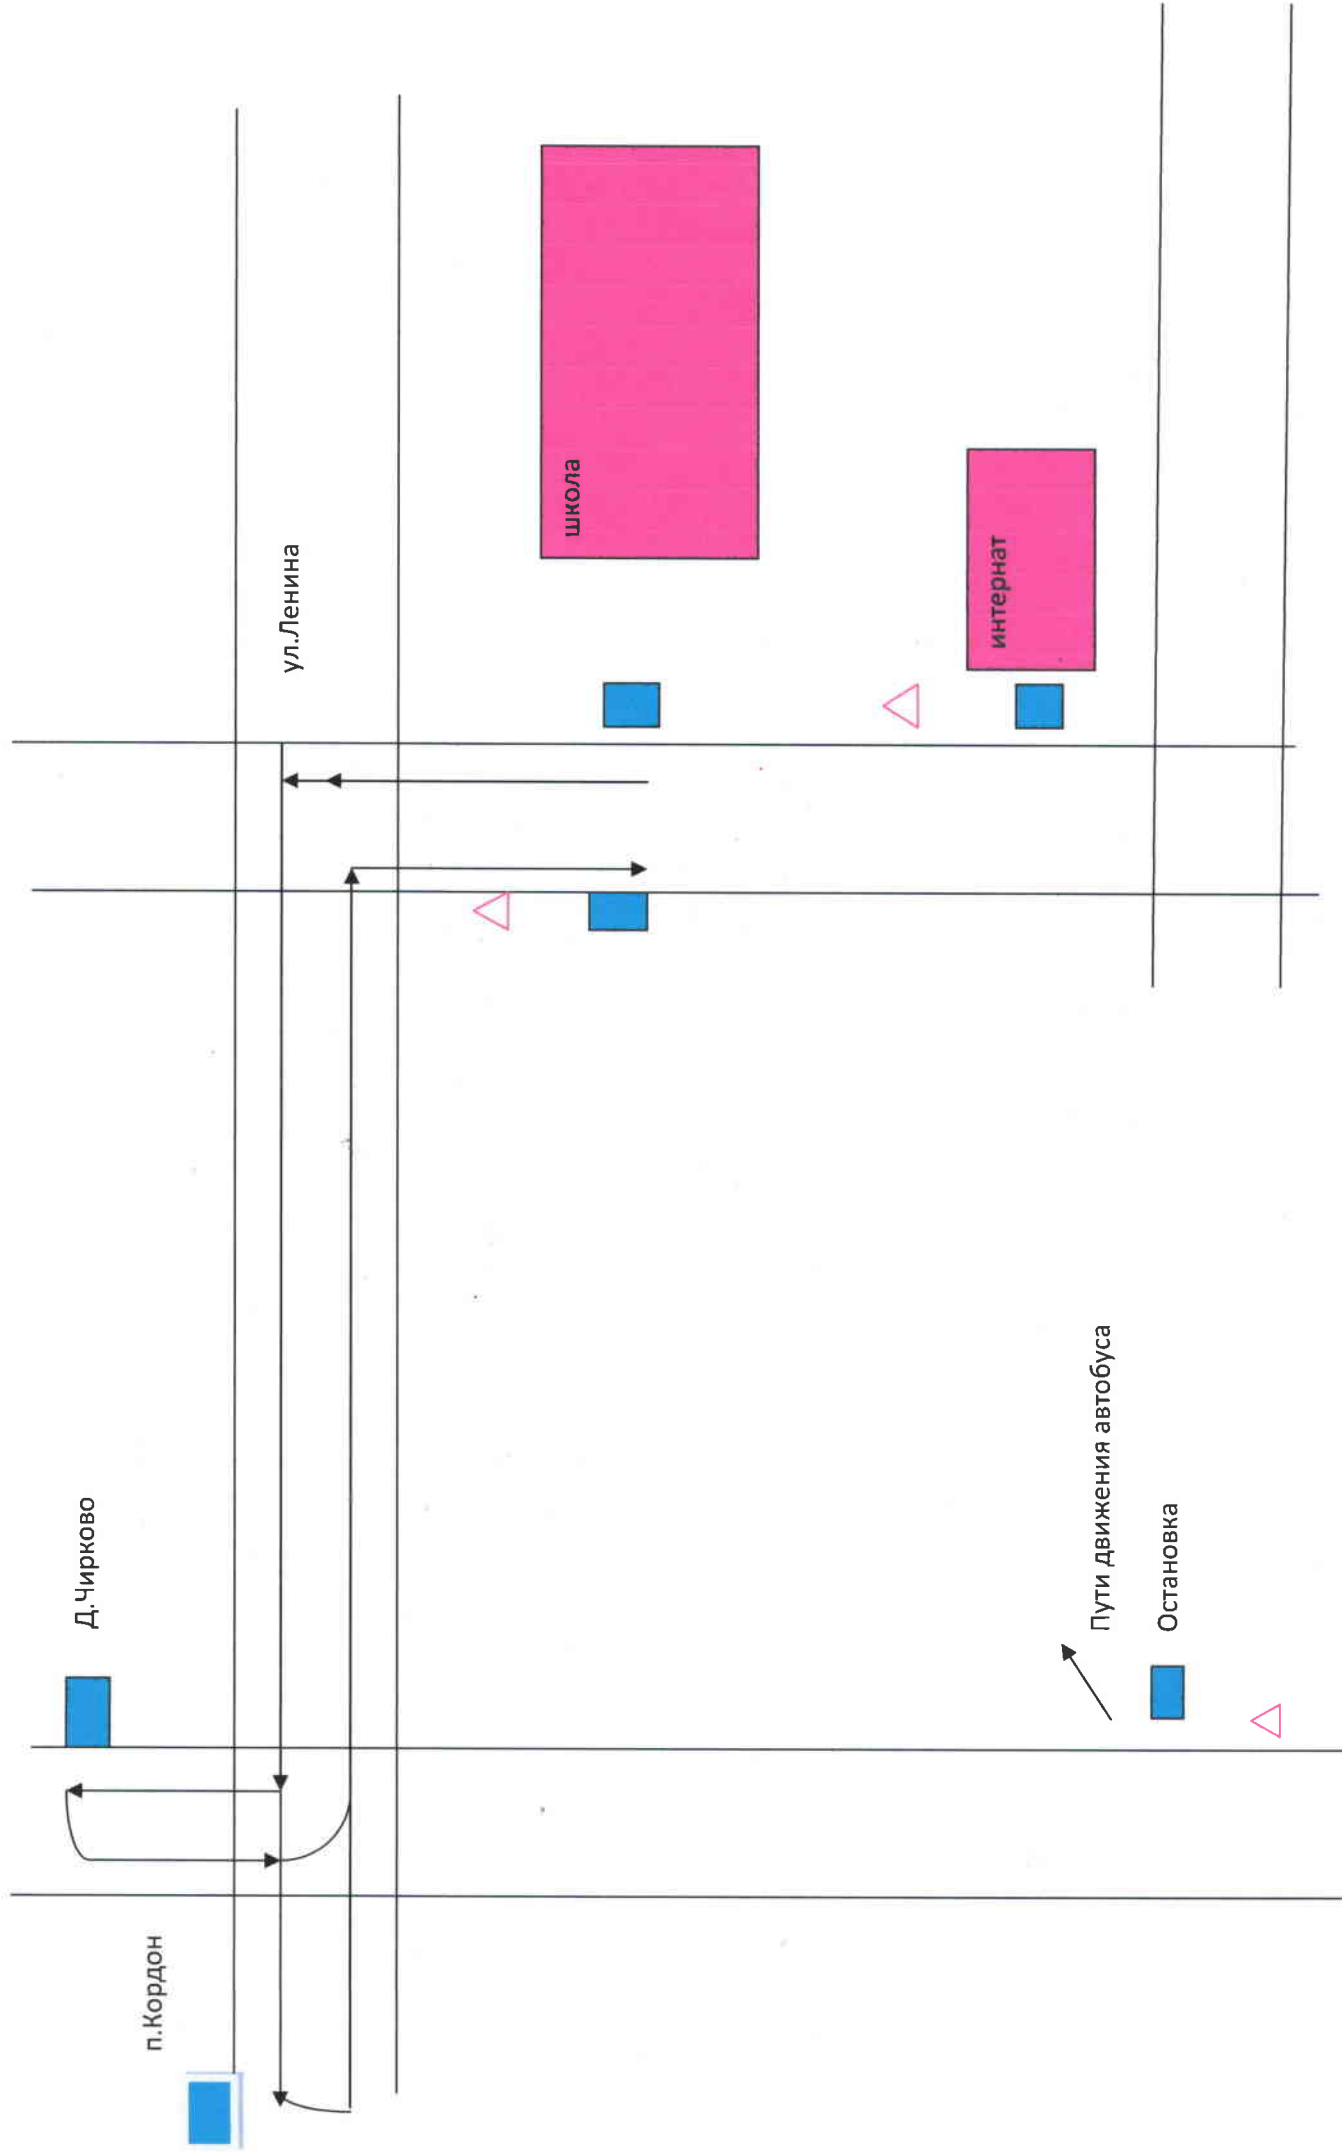 п.Кордон
Д.Чирково
ул.Ленина
школа
интернат
Пути движения автобуса
Остановка